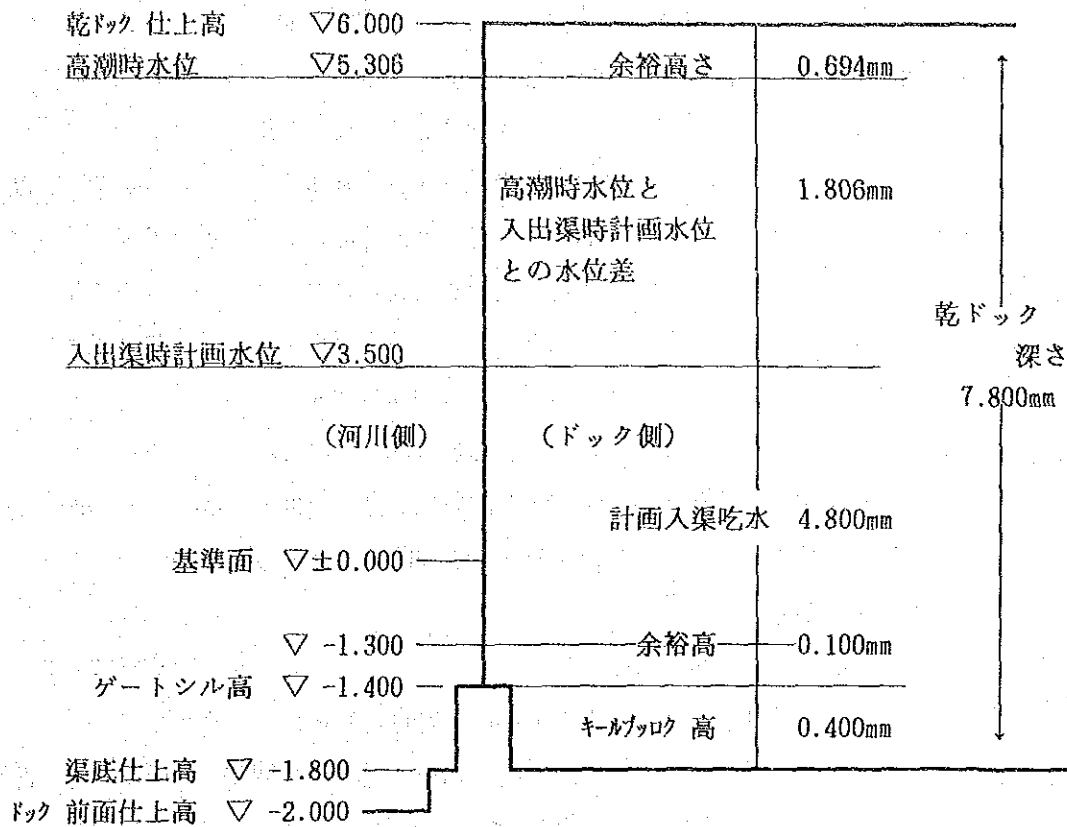 乾ドック 仕上高 ▽6.000
高潮時水位 ▽5.306 余裕高さ 0.694mm
高潮時水位と 1.806mm
入出渠時計画水位
との水位差
乾ドック
入出渠時計画水位 ▽3.500 深さ
7.800mm
(河川側) (ドック側)
計画入渠吃水 4.800mm
基準面 ▽±0.000
▽ -1.300 余裕高 0.100mm
ゲートシル高 ▽ -1.400
キールブッロク 高 0.400mm
渠底仕上高 ▽ -1.800
ドック 前面仕上高 ▽ -2.000